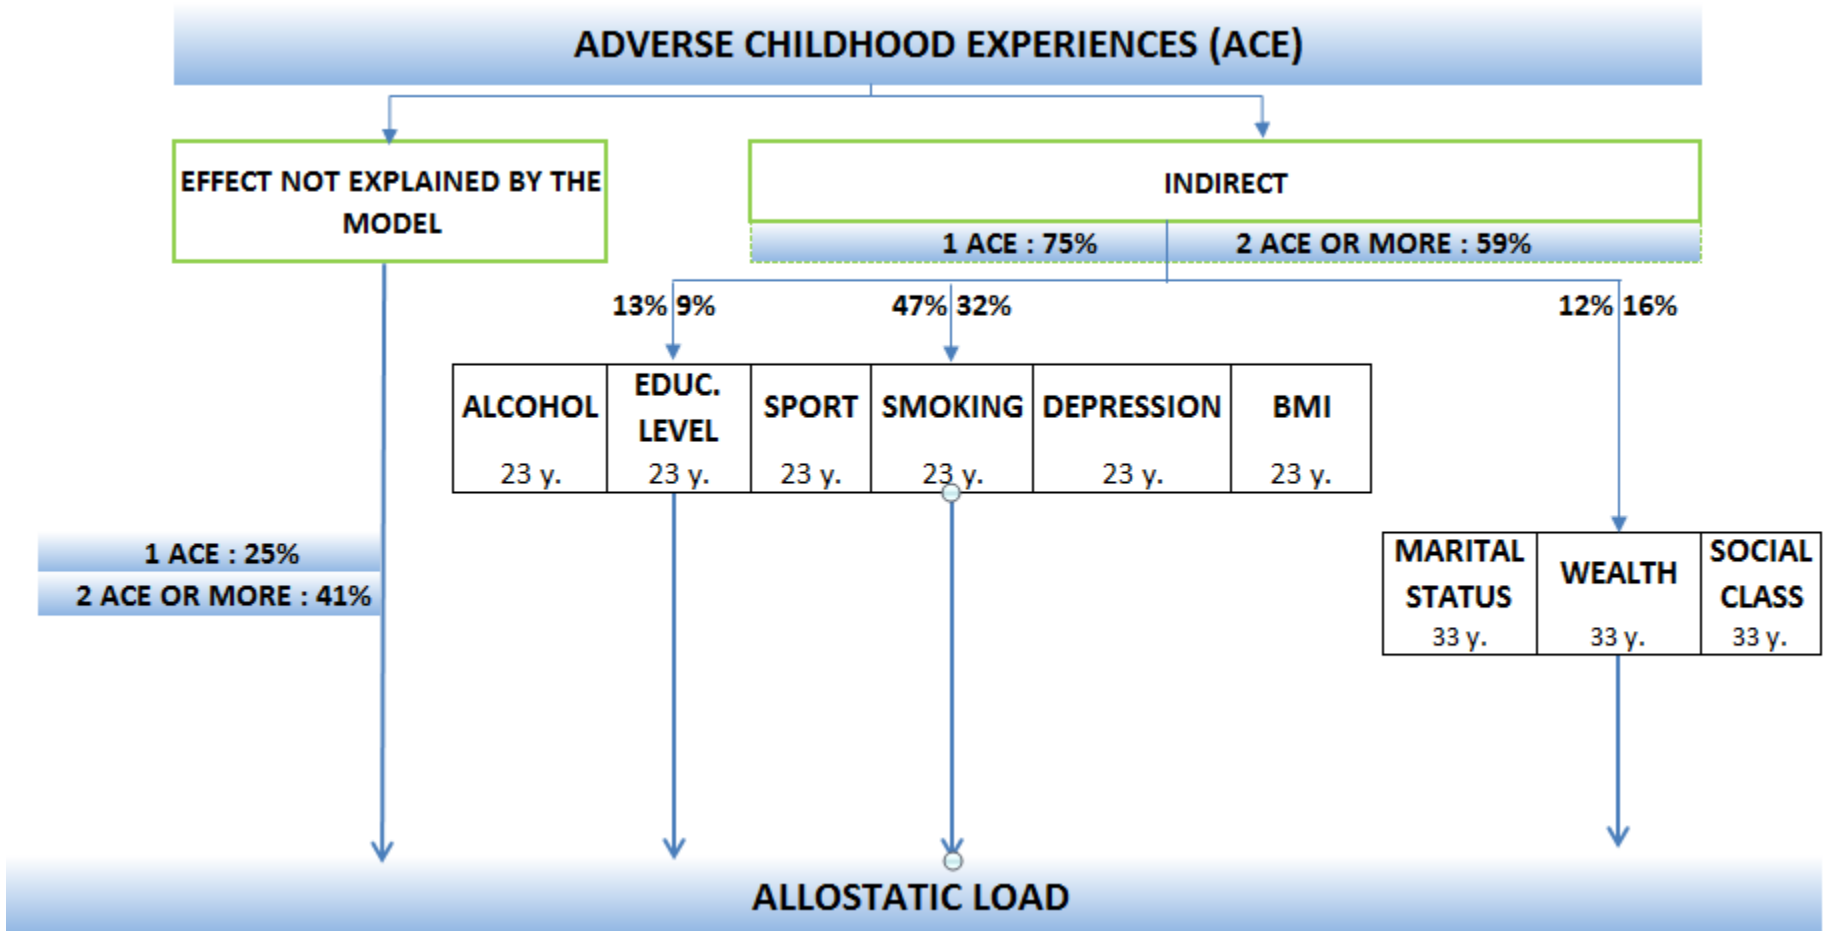 ADVERSE CHILDHOOD EXPERIENCES (ACE)
EFFECT NOT EXPLAINED BY THE
MODEL
INDIRECT
1 ACE : 75%
2 ACE OR MORE : 59%
13% 9%
47% 32%
12% 16%
ALCOHOL
23 y.
EDUC.
LEVEL
23 y.
SPORT
23 y.
SMOKING
23 y.
DEPRESSION
23 y.
BMI
23 y.
1 ACE : 25%
2 ACE OR MORE : 41%
MARITAL
STATUS
33 y.
WEALTH
33 y.
SOCIAL
CLASS
33 y.
ALLOSTATIC LOAD